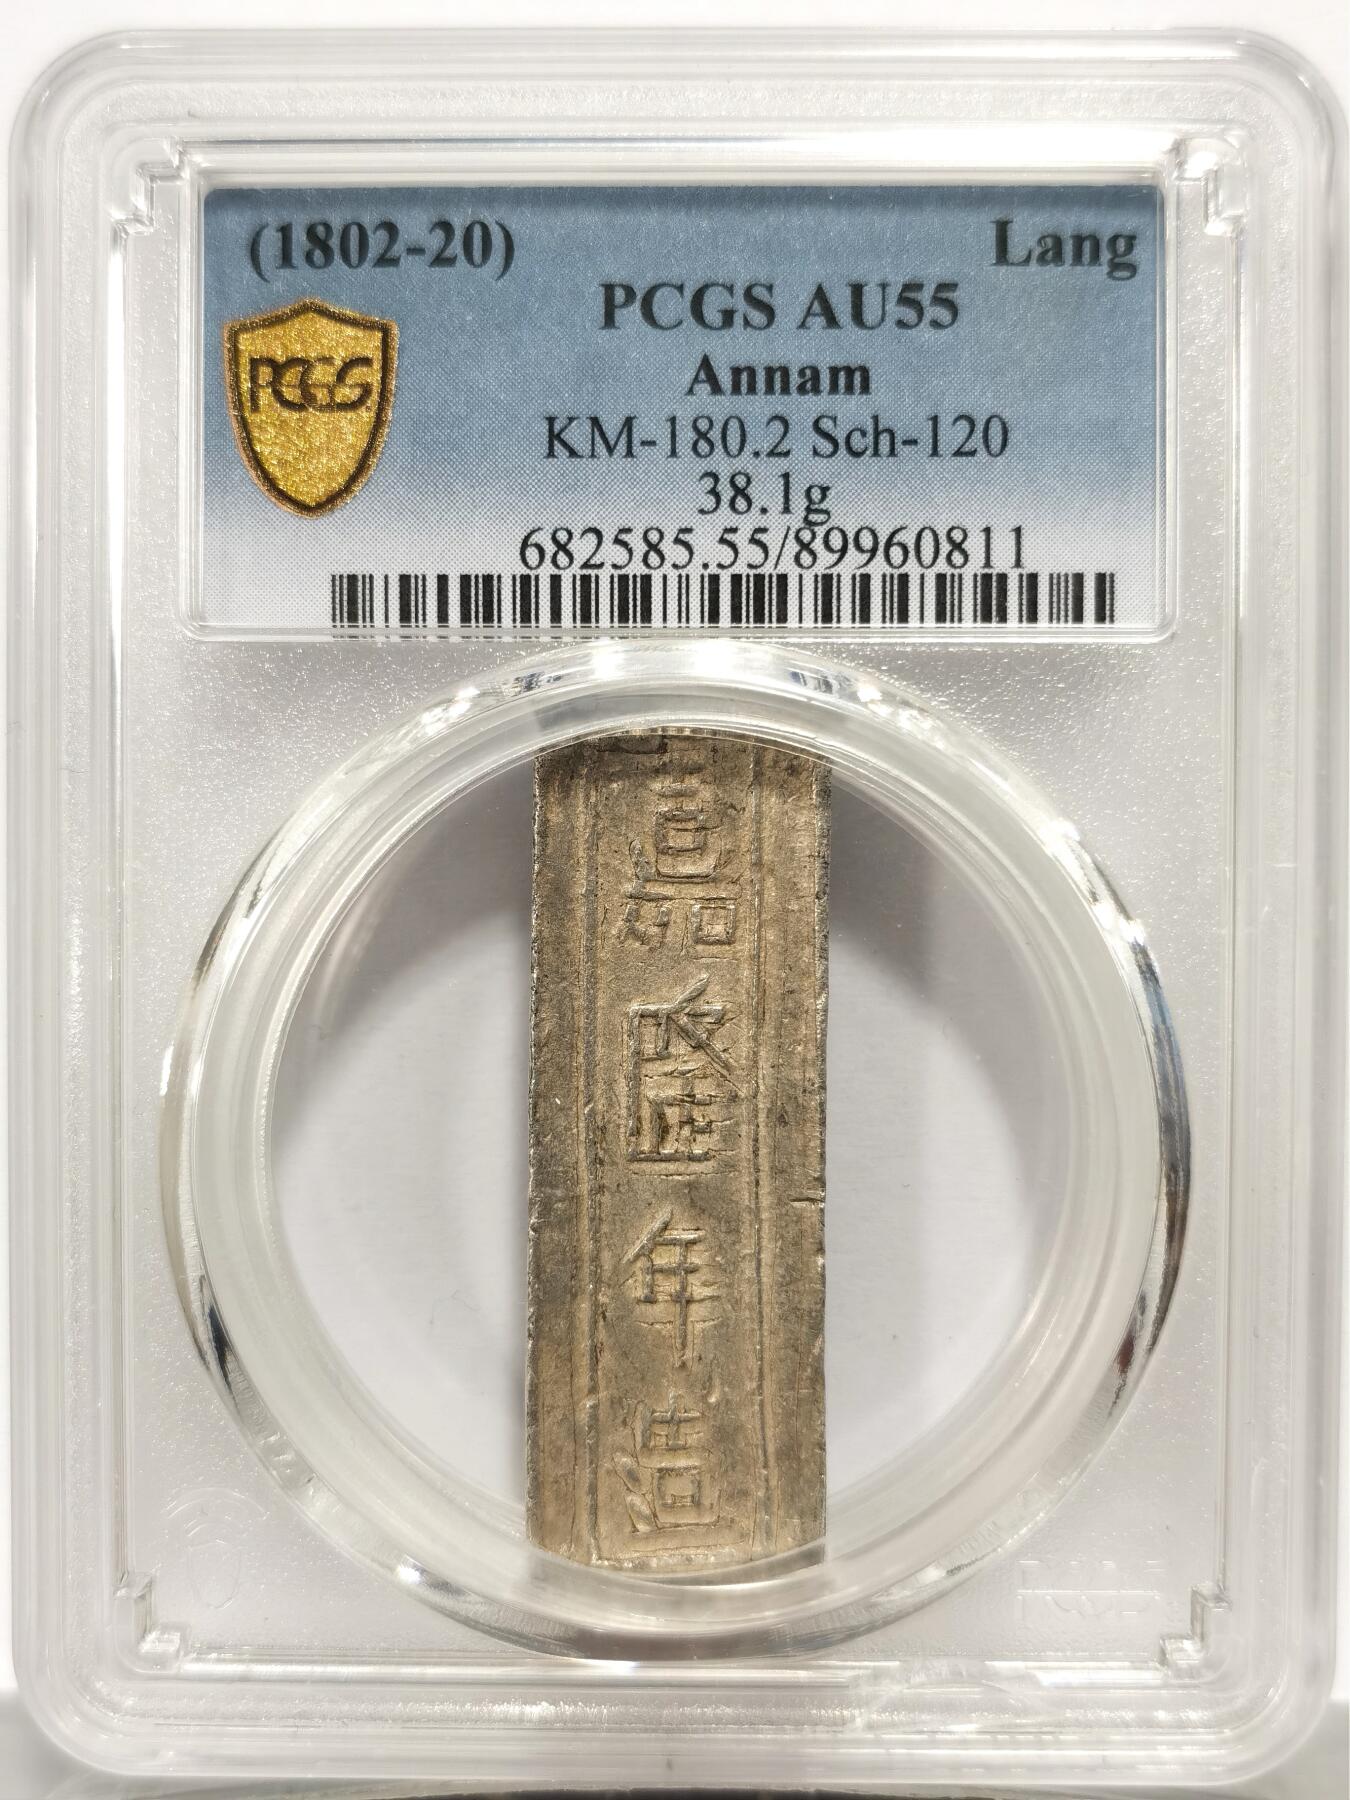 (1802-20) Lang
PCGS AU55
PCGS
Annam
KM-180.2 Sch-120
38.1g
682585.55/89960811
嘉
隆
年
造